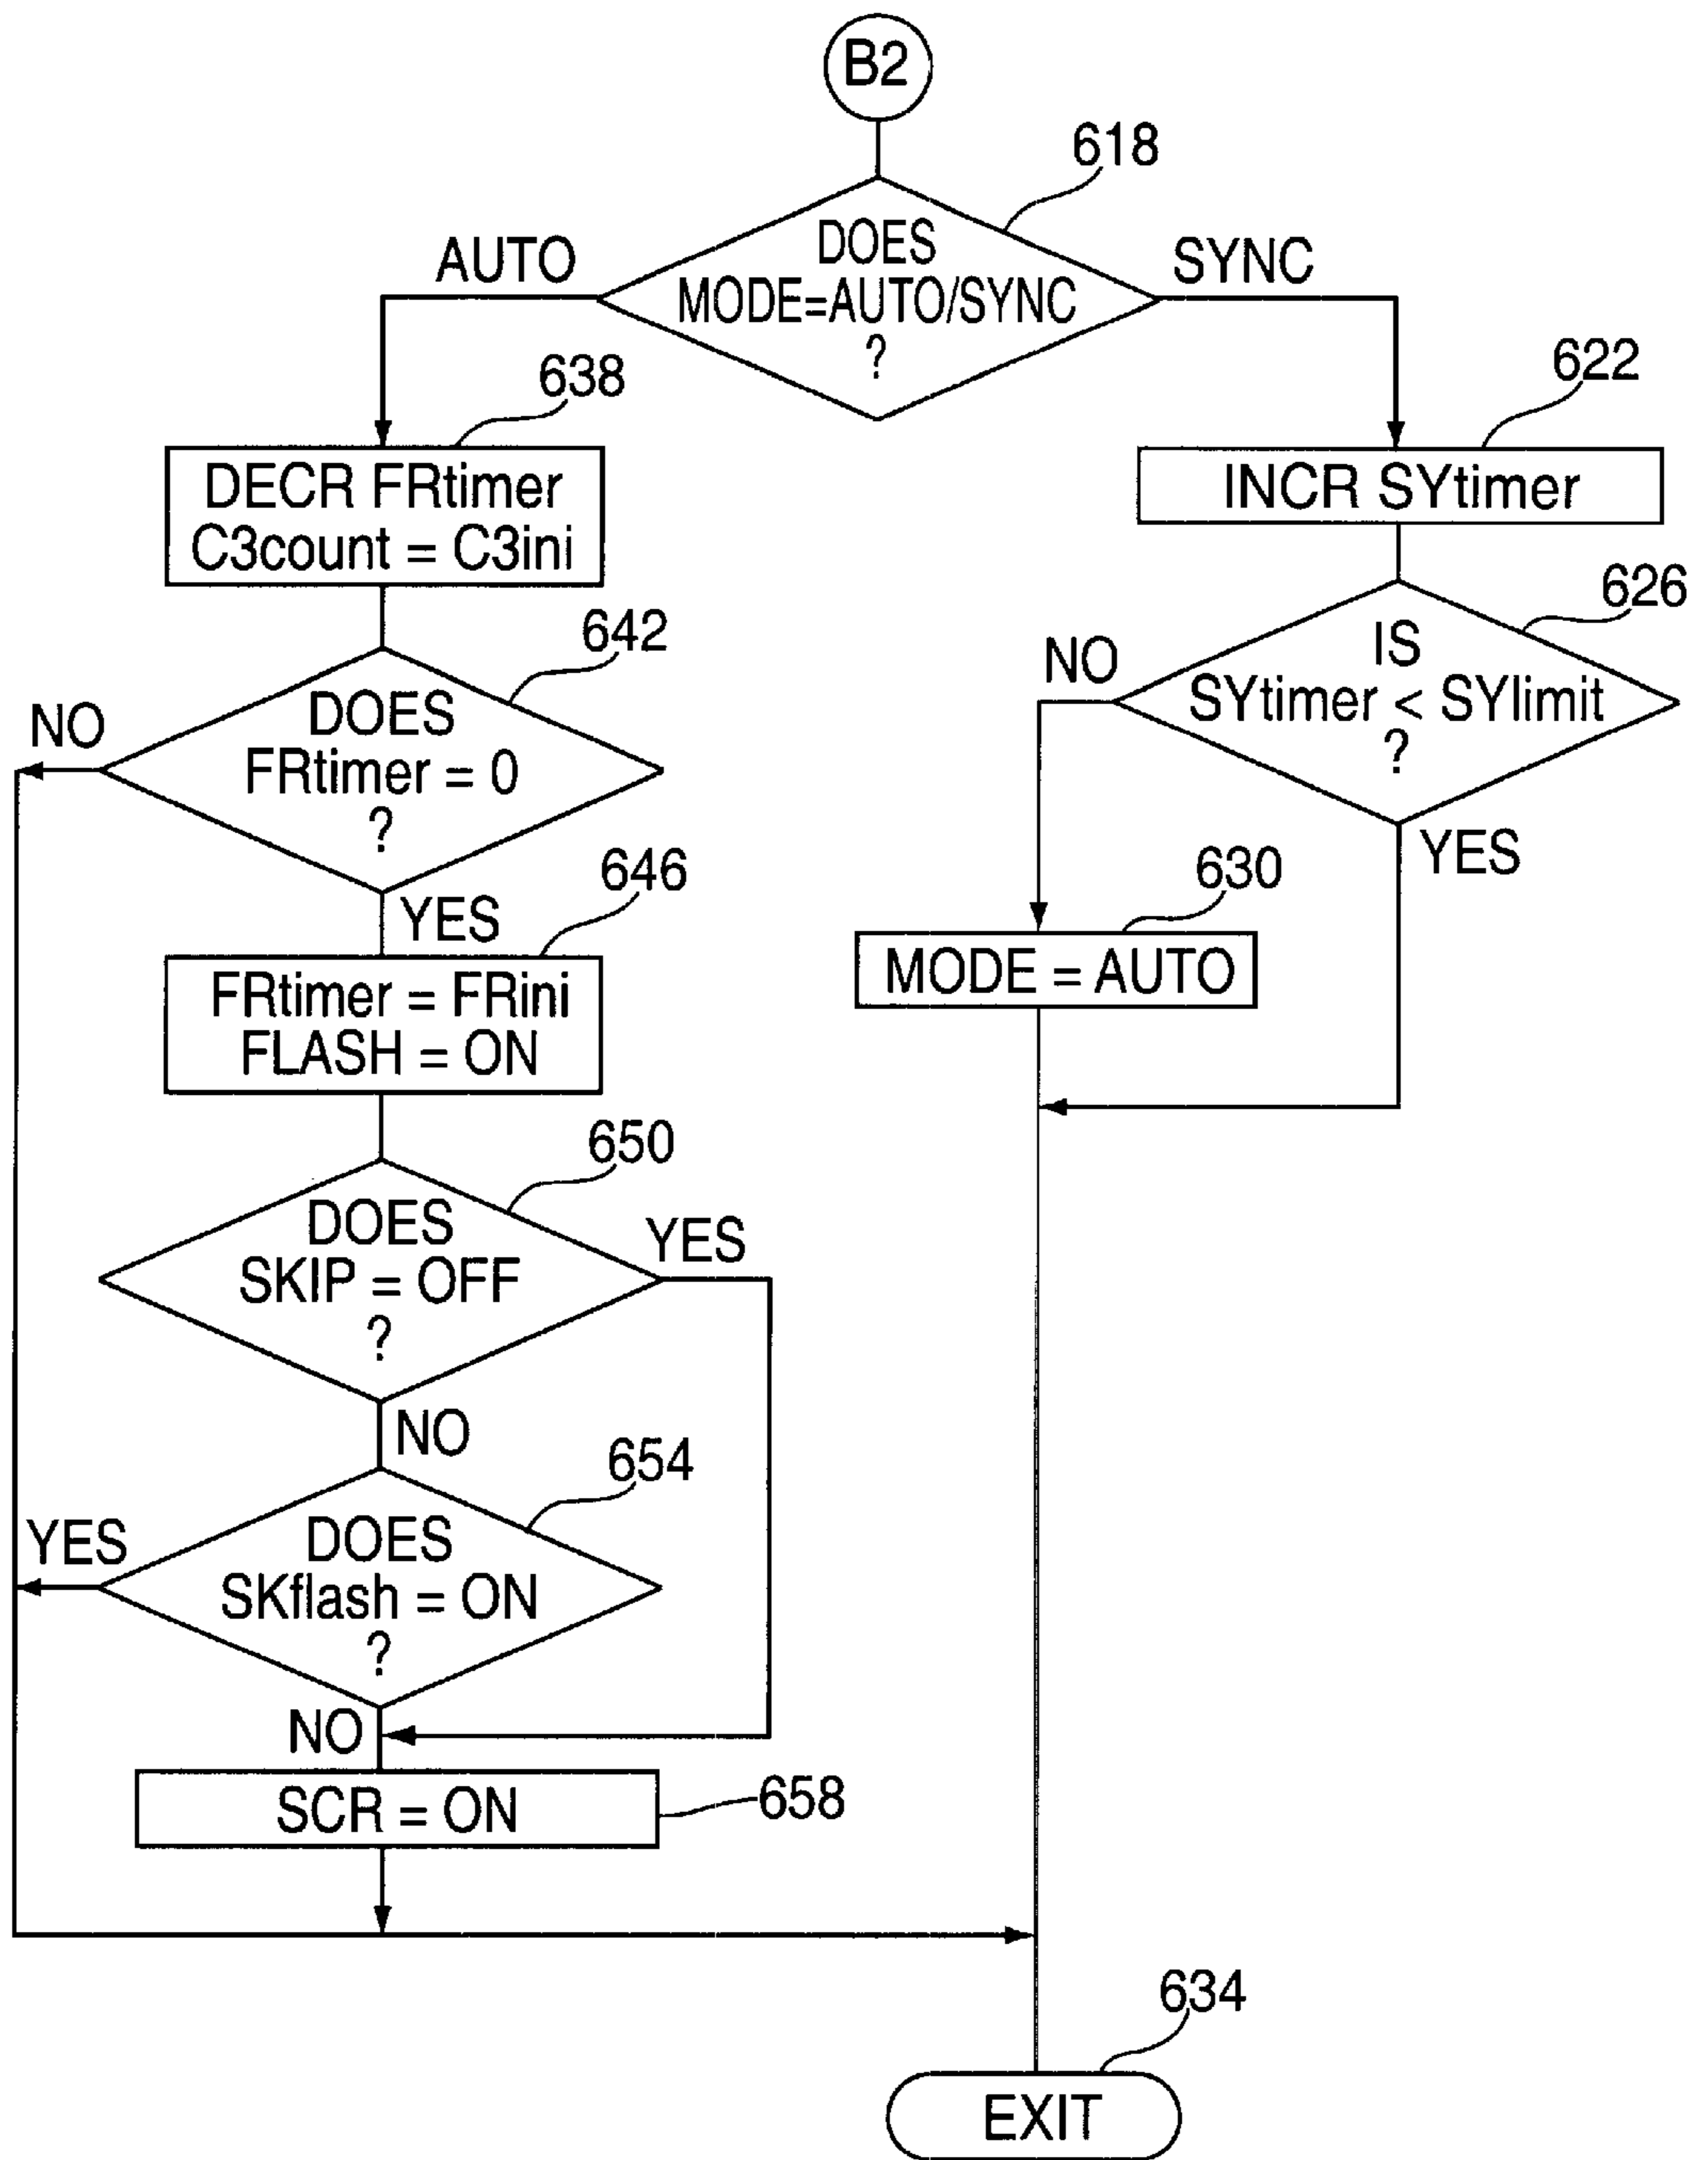 B2
618
DOES
MODE=AUTO/SYNC
?
AUTO
SYNC
638
DECR FRtimer
C3count = C3ini
622
INCR SYtimer
642
DOES
FRtimer = 0
?
NO
YES
626
IS
SYtimer < SYlimit
?
NO
YES
646
FRtimer = FRini
FLASH = ON
630
MODE = AUTO
650
DOES
SKIP = OFF
?
YES
NO
654
DOES
SKflash = ON
?
YES
NO
SCR = ON
658
634
EXIT